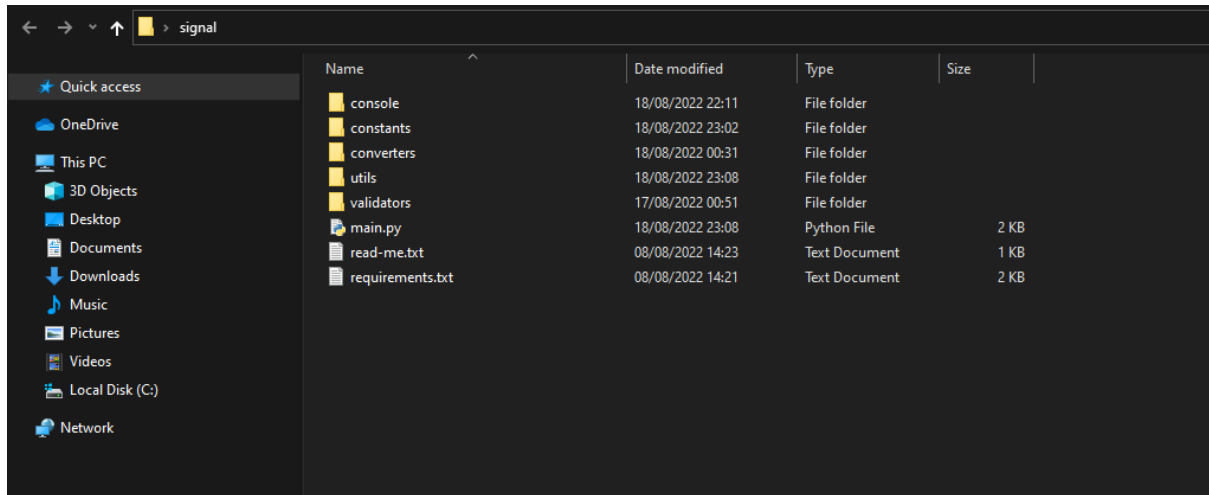 signal
Name Date modified Type Size
Quick access
console 18/08/2022 22:11 File folder
OneDrive
constants 18/08/2022 23:02 File folder
converters 18/08/2022 00:31 File folder
This PC
utils 18/08/2022 23:08 File folder
3D Objects
validators 17/08/2022 00:51 File folder
Desktop
main.py 18/08/2022 23:08 Python File 2 KB
Documents
read-me.txt 08/08/2022 14:23 Text Document 1 KB
Downloads
requirements.txt 08/08/2022 14:21 Text Document 2 KB
Music
Pictures
Videos
Local Disk (C:)
Network